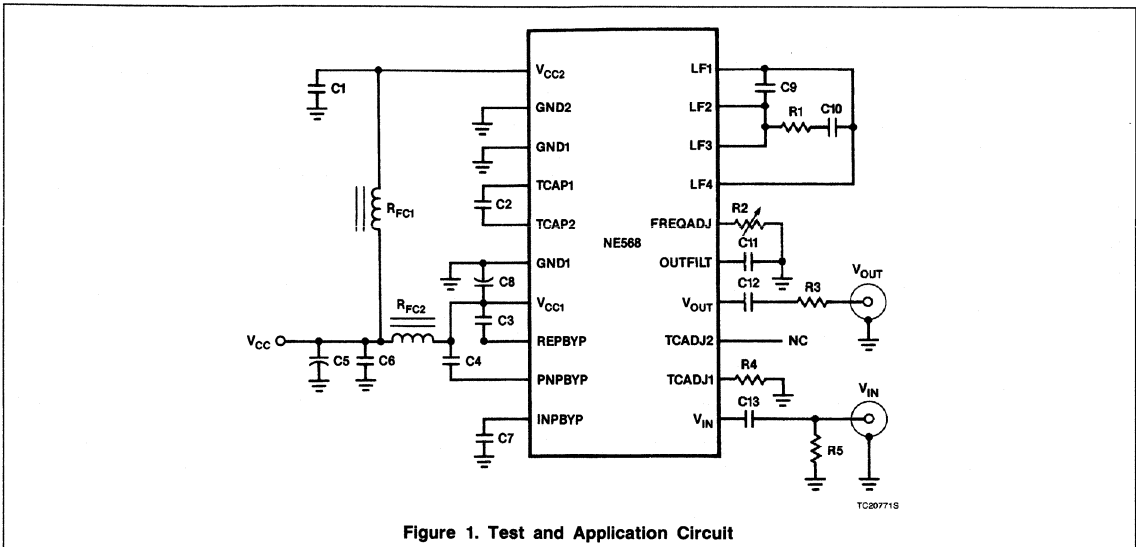 VCC2
LF1
C1
C9
GND2
LF2
R1
C10
GND1
LF3
TCAP1
LF4
C2
RFC1
R2
TCAP2
FREQADJ
NE568
C11
GND1
OUTFILT
C8
C12
R3
VOUT
RFC2
VCC1
VOUT
C3
VCC
REPBYP
TCADJ2
NC
C5
C6
C4
PNPBYP
TCADJ1
R4
C13
VIN
INPBYP
VIN
C7
R5
TC20771S
Figure 1. Test and Application Circuit